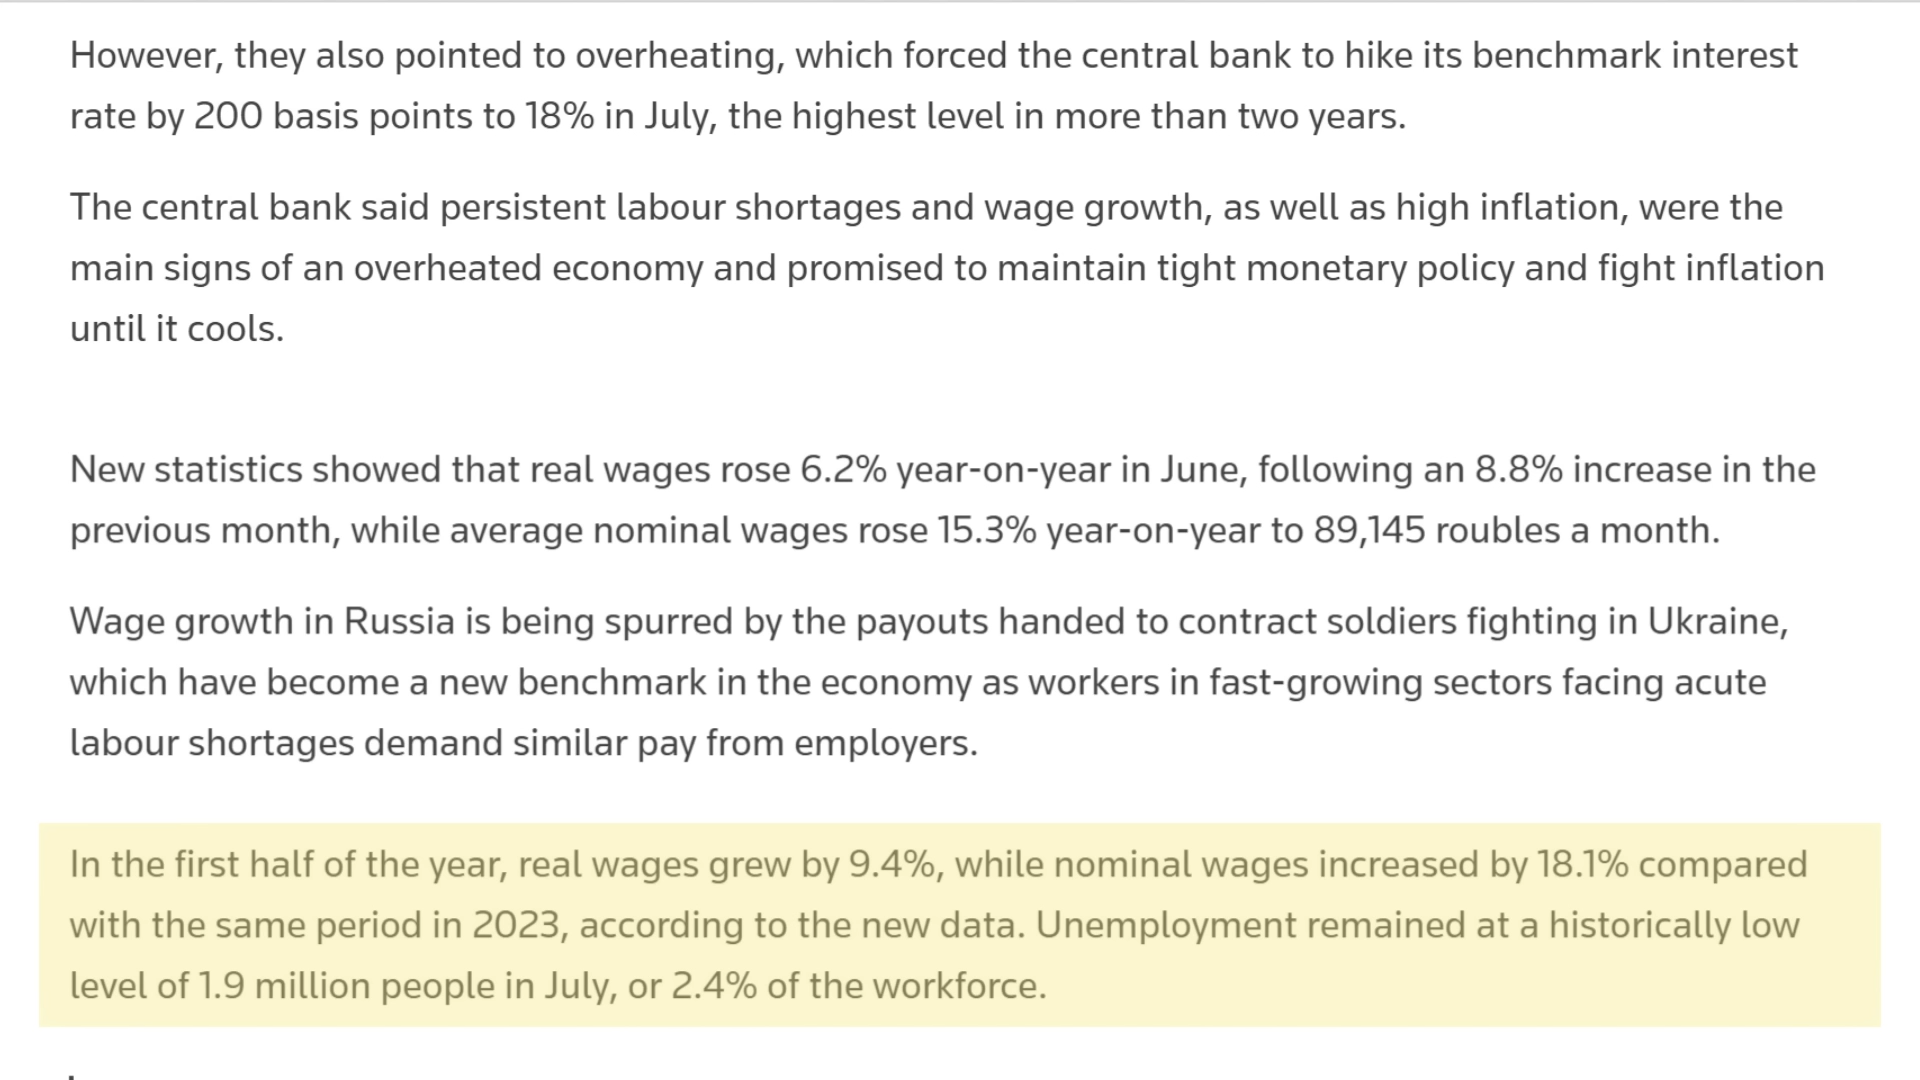 However, they also pointed to overheating, which forced the central bank to hike its benchmark interest
rate by 200 basis points to 18% in July, the highest level in more than two years.
The central bank said persistent labour shortages and wage growth, as well as high inflation, were the
main signs of an overheated economy and promised to maintain tight monetary policy and fight inflation
until it cools.
New statistics showed that real wages rose 6.2% year-on-year in June, following an 8.8% increase in the
previous month, while average nominal wages rose 15.3% year-on-year to 89,145 roubles a month.
Wage growth in Russia is being spurred by the payouts handed to contract soldiers fighting in Ukraine,
which have become a new benchmark in the economy as workers in fast-growing sectors facing acute
labour shortages demand similar pay from employers.
In the first half of the year, real wages grew by 9.4%, while nominal wages increased by 18.1% compared
with the same period in 2023, according to the new data. Unemployment remained at a historically low
level of 1.9 million people in July, or 2.4% of the workforce.